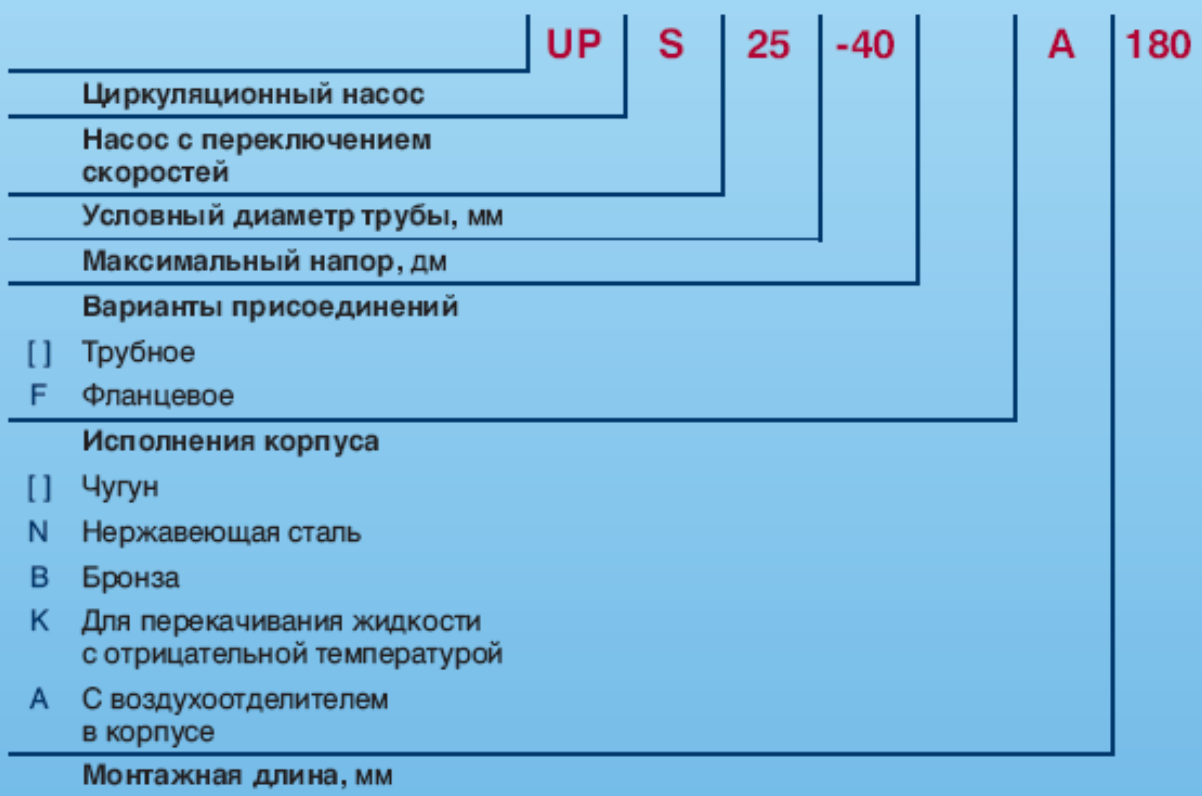 UP S 25 -40 A 180
Циркуляционный насос
Насос с переключением
скоростей
Условный диаметр трубы, мм
Максимальный напор, дм
Варианты присоединений
[ ] Трубное
F Фланцевое
Исполнения корпуса
[ ] Чугун
N Нержавеющая сталь
B Бронза
K Для перекачивания жидкости
с отрицательной температурой
A С воздухоотделителем
в корпусе
Монтажная длина, мм